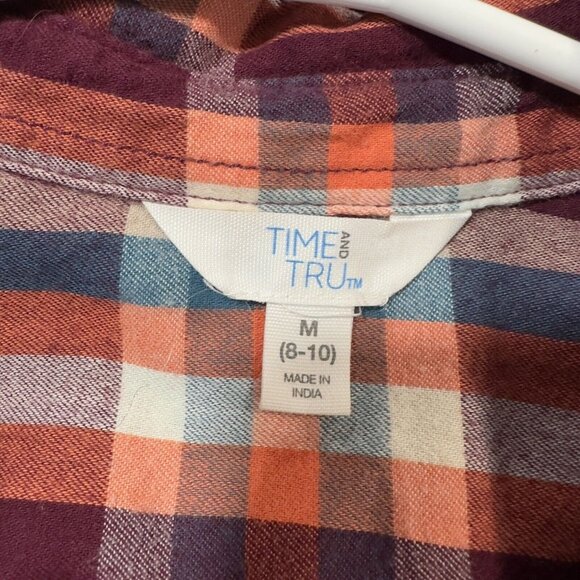 TIME AND
TRU™
M
(8-10)
MADE IN
INDIA